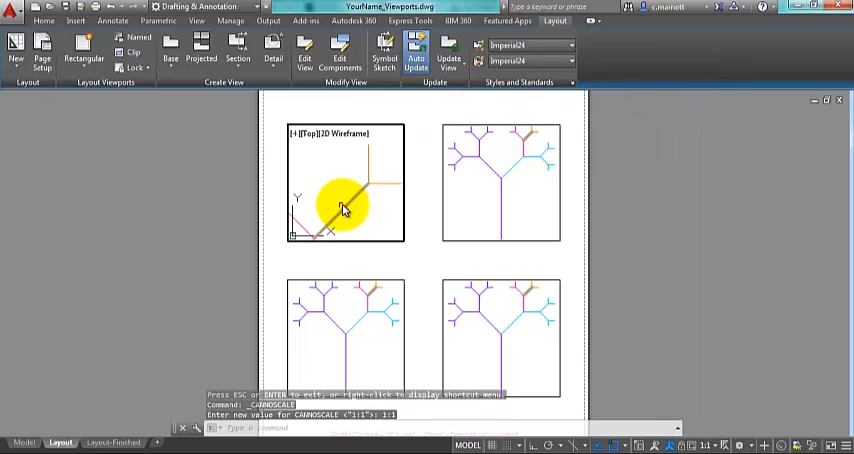 Drafting & Annotation
YourName_Viewports.dwg
Type a keyword or phrase
c.marriott
Home Insert Annotate Parametric View Manage Output Add-ins Autodesk 360 Express Tools BIM 360 Featured Apps Layout
New
Page Setup
Rectangular
Named
Clip
Lock
Base
Projected
Section
Detail
Edit View
Edit Components
Symbol Sketch
Auto Update
Update View
Imperial24
Imperial24
Layout
Layout Viewports
Create View
Modify View
Update
Styles and Standards
[+][Top][2D Wireframe]
Y
X
Press ESC or ENTER to exit, or right-click to display shortcut menu.
Command: _CANNOSCALE
Enter new value for CANNOSCALE <"1:1">: 1:1
Type a command
Model Layout Layout-Finished +
MODEL
1:1